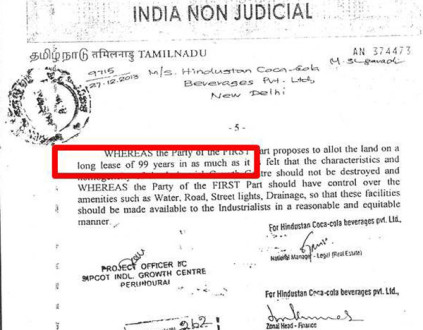 INDIA NON JUDICIAL
தமிழ்நாடு तमिलनाडु TAMILNADU
AN 374473
9715
27.12.2013
M/S. Hindustan Coca-Cola
Beverages Pvt. Ltd,
New Delhi
-5-
WHEREAS the Party of the FIRST Part proposes to allot the land on a
long lease of 99 years in as much as it felt that the characteristics and
Centre should not be destroyed and
WHEREAS the Party of the FIRST Part should have control over the
amenities such as Water, Road, Street lights, Drainage, so that these facilities
should be made available to the Industrialists in a reasonable and equitable
manner.
For Hindustan Coca-cola beverages pvt. Ltd.,
National Manager - Legal (Real Estate)
PROJECT OFFICER I/C
SIPCOT INDL. GROWTH CENTRE
PERUNDURAI
For Hindustan Coca-cola beverages pvt. Ltd.,
Zonal Head - Finance